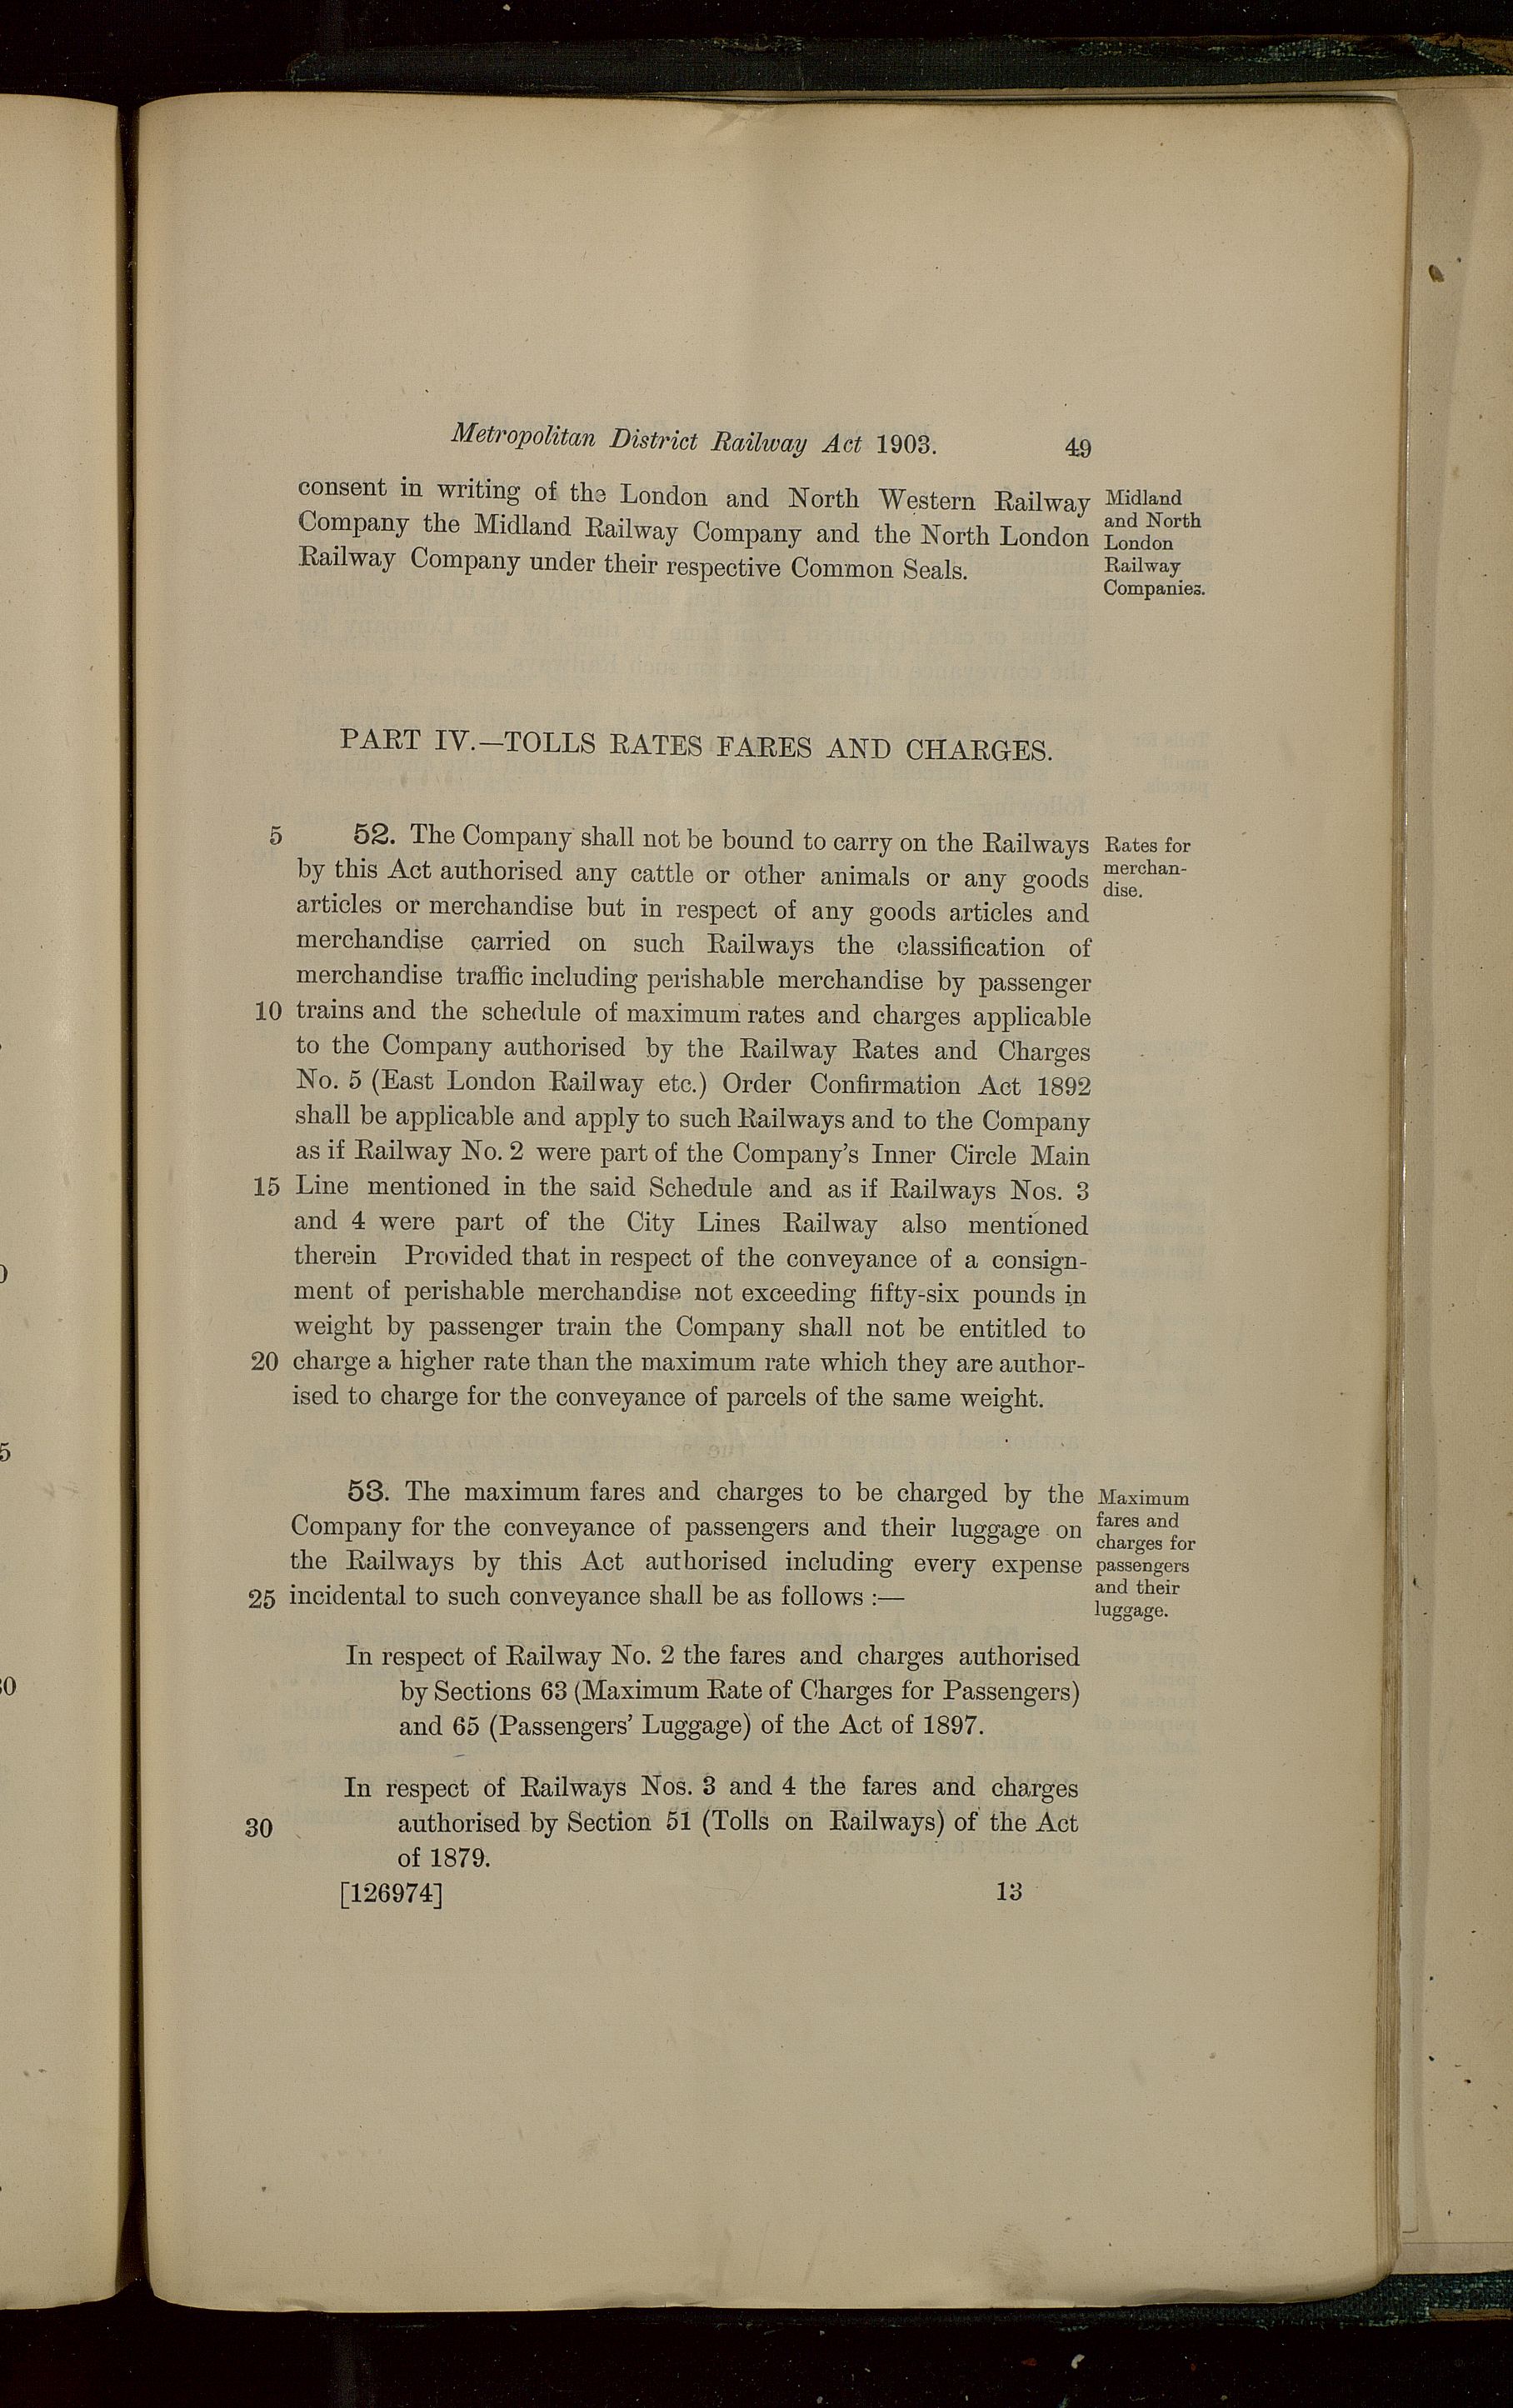 Metropolitan District Railway Act 1903. 49
consent in writing of the London and North Western Railway
Company the Midland Railway Company and the North London
Railway Company under their respective Common Seals.
Midland
and North
London
Railway
Companies.
PART IV.—TOLLS RATES FARES AND CHARGES.
5 52. The Company shall not be bound to carry on the Railways
by this Act authorised any cattle or other animals or any goods
articles or merchandise but in respect of any goods articles and
merchandise carried on such Railways the classification of
merchandise traffic including perishable merchandise by passenger
10 trains and the schedule of maximum rates and charges applicable
to the Company authorised by the Railway Rates and Charges
No. 5 (East London Railway etc.) Order Confirmation Act 1892
shall be applicable and apply to such Railways and to the Company
as if Railway No. 2 were part of the Company's Inner Circle Main
15 Line mentioned in the said Schedule and as if Railways Nos. 3
and 4 were part of the City Lines Railway also mentioned
therein Provided that in respect of the conveyance of a consign-
ment of perishable merchandise not exceeding fifty-six pounds in
weight by passenger train the Company shall not be entitled to
20 charge a higher rate than the maximum rate which they are author-
ised to charge for the conveyance of parcels of the same weight.
Rates for
merchan-
dise.
53. The maximum fares and charges to be charged by the
Company for the conveyance of passengers and their luggage on
the Railways by this Act authorised including every expense
25 incidental to such conveyance shall be as follows :—
Maximum
fares and
charges for
passengers
and their
luggage.
In respect of Railway No. 2 the fares and charges authorised
by Sections 63 (Maximum Rate of Charges for Passengers)
and 65 (Passengers' Luggage) of the Act of 1897.
In respect of Railways Nos. 3 and 4 the fares and charges
30 authorised by Section 51 (Tolls on Railways) of the Act
of 1879.
[126974] 13